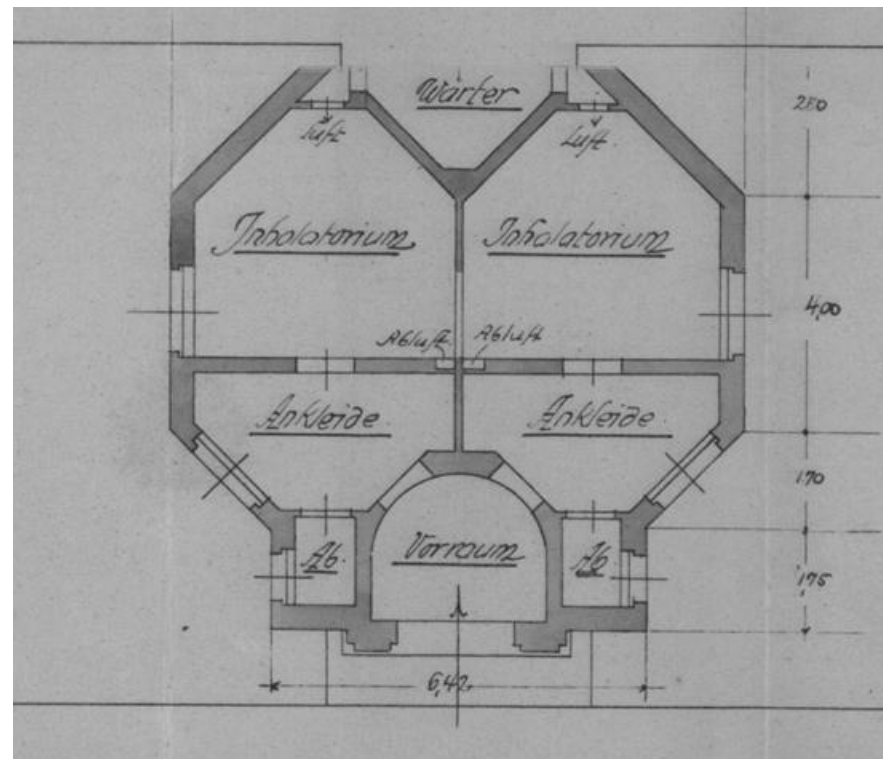 Wärter
Luft
Luft
2.10
Inhalatorium
Inhalatorium
4,00
Abluft
Abluft
Ankleide
Ankleide
1.70
Ab.
Vorraum
Ab
1,75
6,42